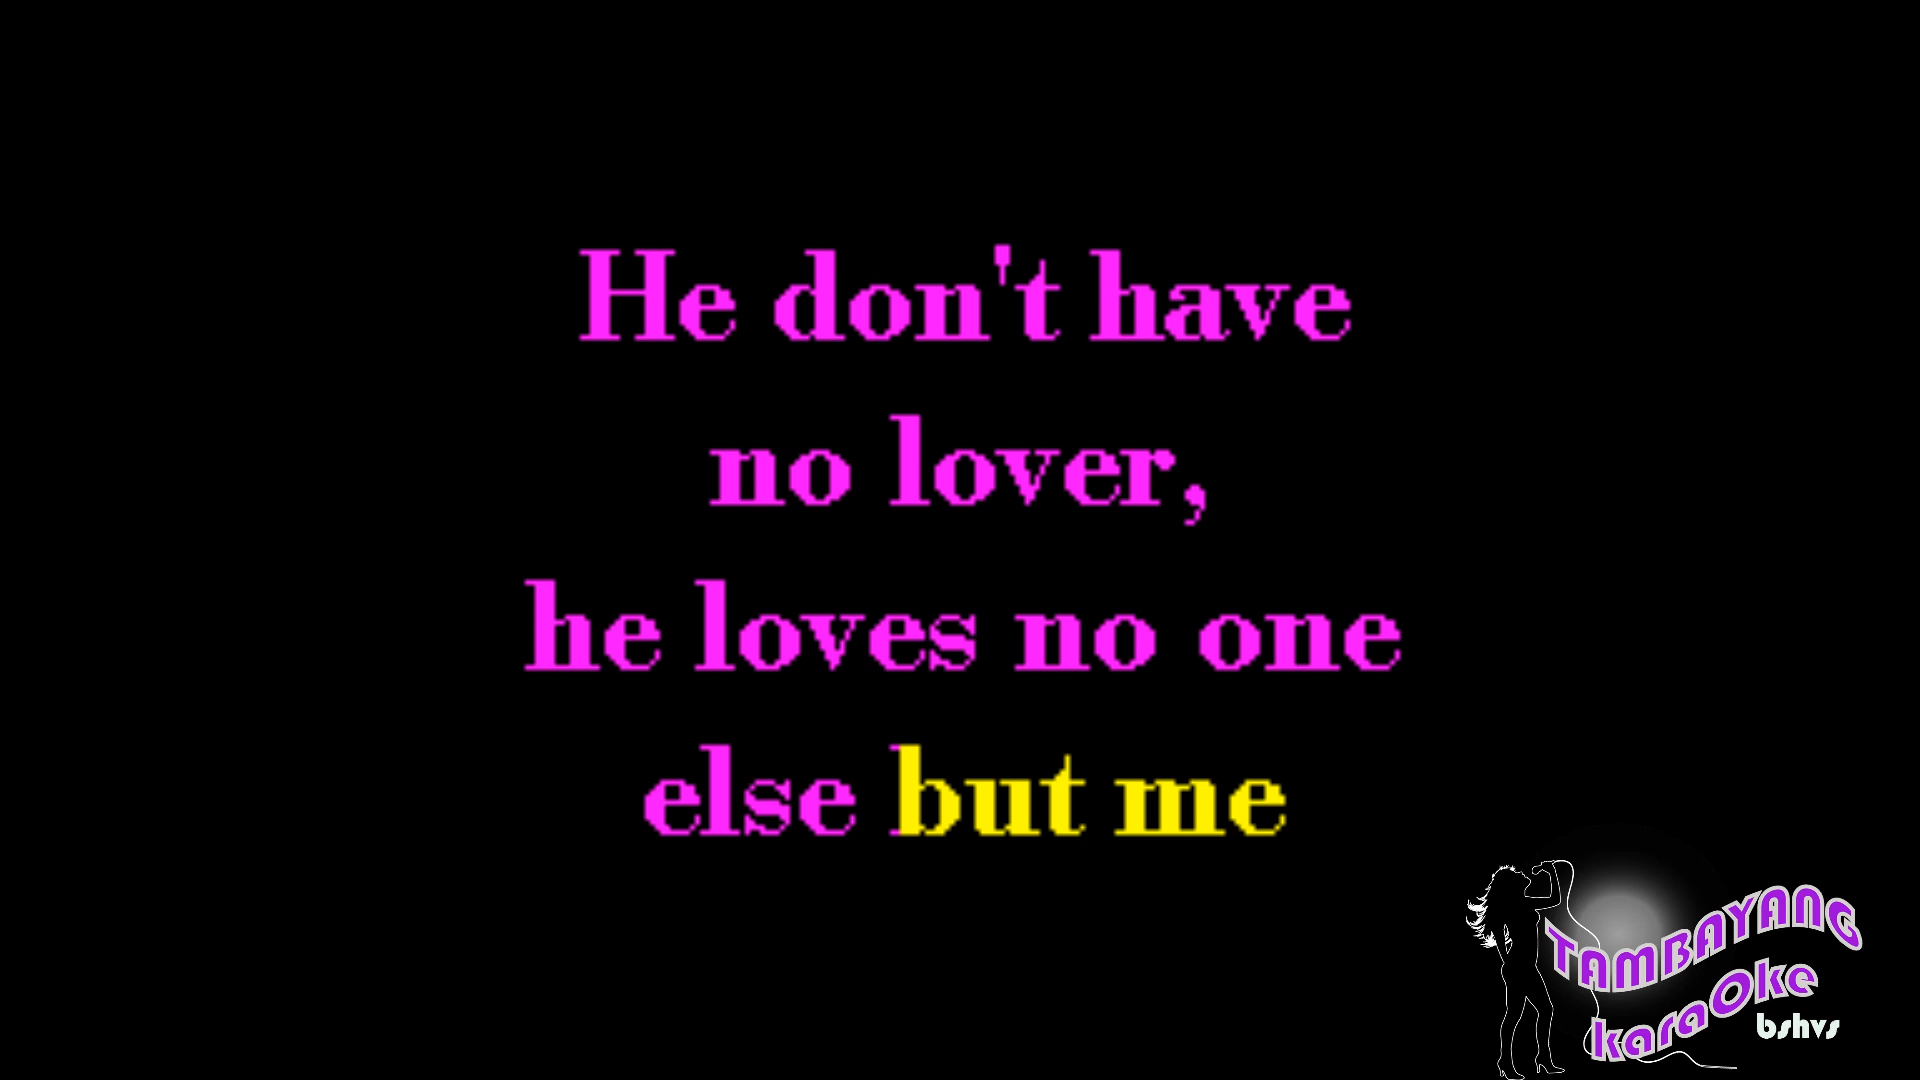 He don't have
no lover,
he loves no one
else but me
TAMBAYANG
karaOke
bshvs